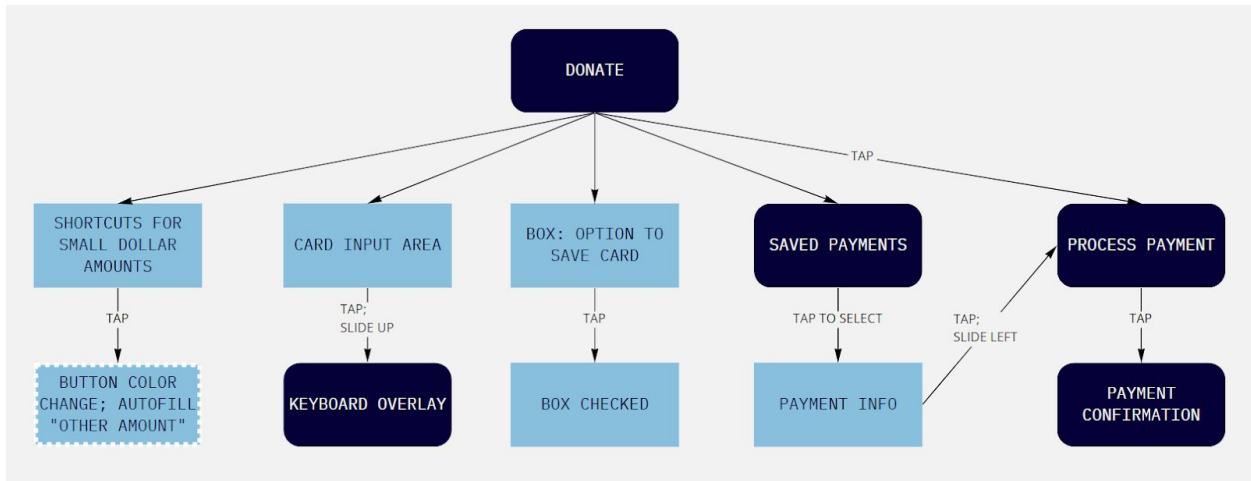 DONATE
TAP
SHORTCUTS FOR
SMALL DOLLAR
AMOUNTS
CARD INPUT AREA
BOX: OPTION TO
SAVE CARD
SAVED PAYMENTS
PROCESS PAYMENT
TAP
TAP;
SLIDE UP
TAP
TAP TO SELECT
TAP;
SLIDE LEFT
TAP
BUTTON COLOR
CHANGE; AUTOFILL
"OTHER AMOUNT"
KEYBOARD OVERLAY
BOX CHECKED
PAYMENT INFO
PAYMENT
CONFIRMATION